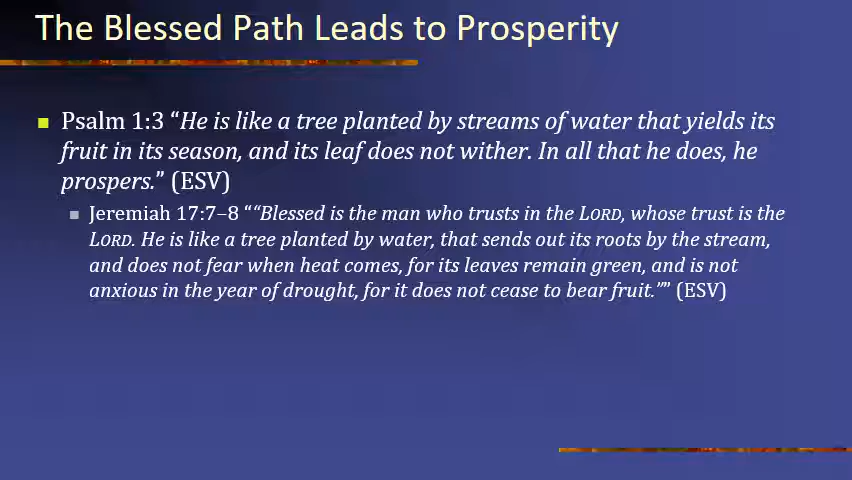 The Blessed Path Leads to Prosperity
Psalm 1:3 “He is like a tree planted by streams of water that yields its
fruit in its season, and its leaf does not wither. In all that he does, he
prospers.” (ESV)
Jeremiah 17:7–8 ““Blessed is the man who trusts in the LORD, whose trust is the
LORD. He is like a tree planted by water, that sends out its roots by the stream,
and does not fear when heat comes, for its leaves remain green, and is not
anxious in the year of drought, for it does not cease to bear fruit.”” (ESV)